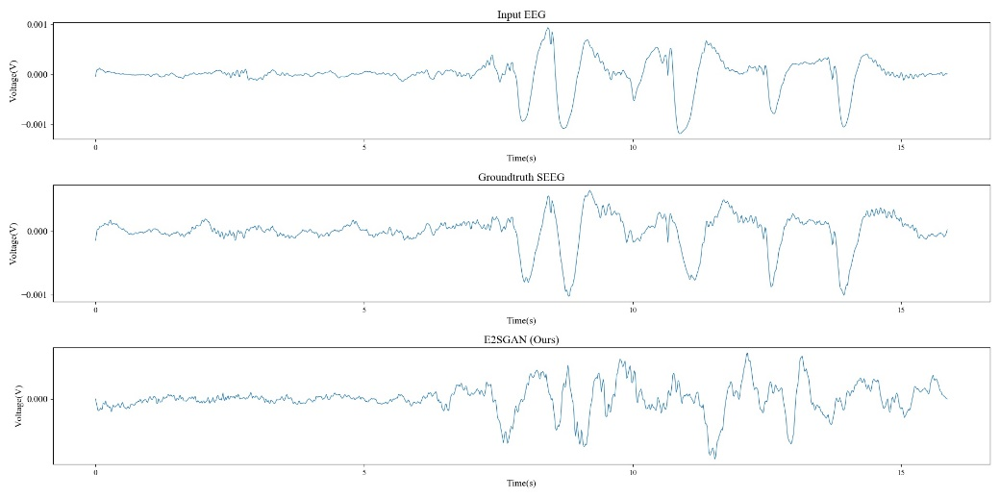 Input EEG
0.001
0.000
−0.001
Voltage(V)
0 5 10 15
Time(s)
Groundtruth SEEG
0.000
−0.001
Voltage(V)
0 5 10 15
Time(s)
E2SGAN (Ours)
0.000
Voltage(V)
0 5 10 15
Time(s)